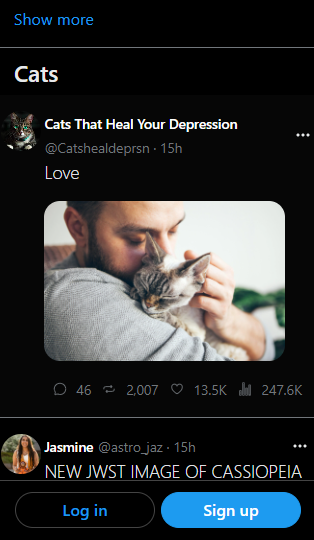 Show more
Cats
Cats That Heal Your Depression
@Catshealdeprsn · 15h
Love
46 2,007 13.5K 247.6K
Jasmine @astro_jaz · 15h
NEW JWST IMAGE OF CASSIOPEIA
Log in Sign up